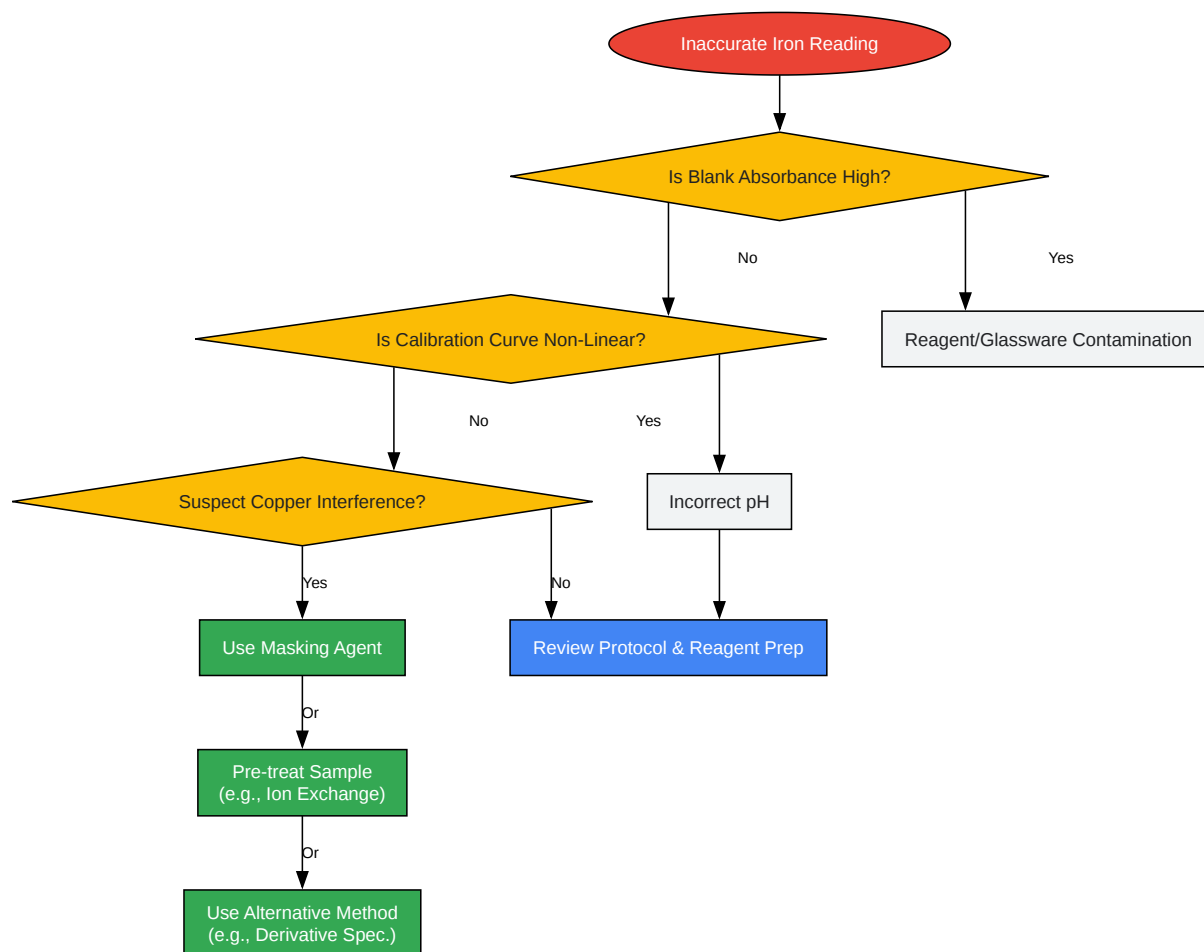 Inaccurate Iron Reading
Is Blank Absorbance High?
No
Yes
Is Calibration Curve Non-Linear?
Reagent/Glassware Contamination
No
Yes
Suspect Copper Interference?
Incorrect pH
Yes
No
Use Masking Agent
Review Protocol & Reagent Prep
Or
Pre-treat Sample
(e.g., Ion Exchange)
Or
Use Alternative Method
(e.g., Derivative Spec.)